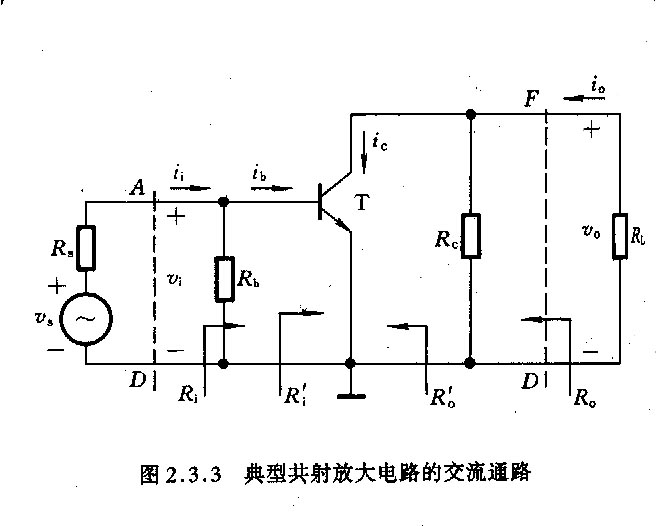 F
i_o
+
i_c
A
i_i
i_b
T
+
R_s
R_c
v_o
R_L
+
v_i
R_b
v_s
~
−
−
−
D
R_i
R_i′
R_o′
D
R_o
图 2.3.3 典型共射放大电路的交流通路